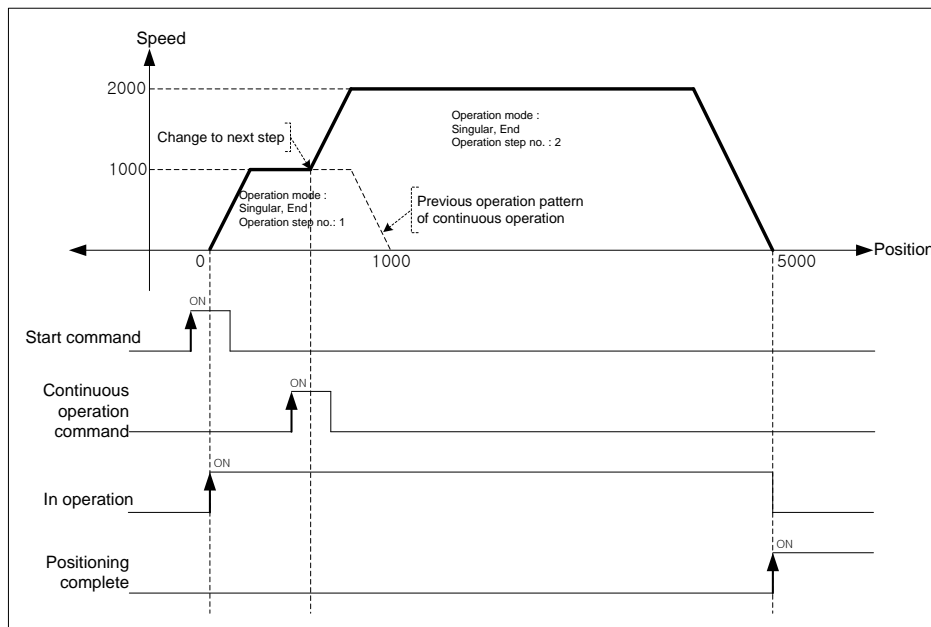 Speed
2000
Operation mode :
Singular, End
Operation step no. : 2
Change to next step
1000
Operation mode :
Singular, End
Operation step no.: 1
Previous operation pattern
of continuous operation
Position
0
1000
5000
ON
Start command
ON
Continuous
operation
command
ON
In operation
ON
Positioning
complete